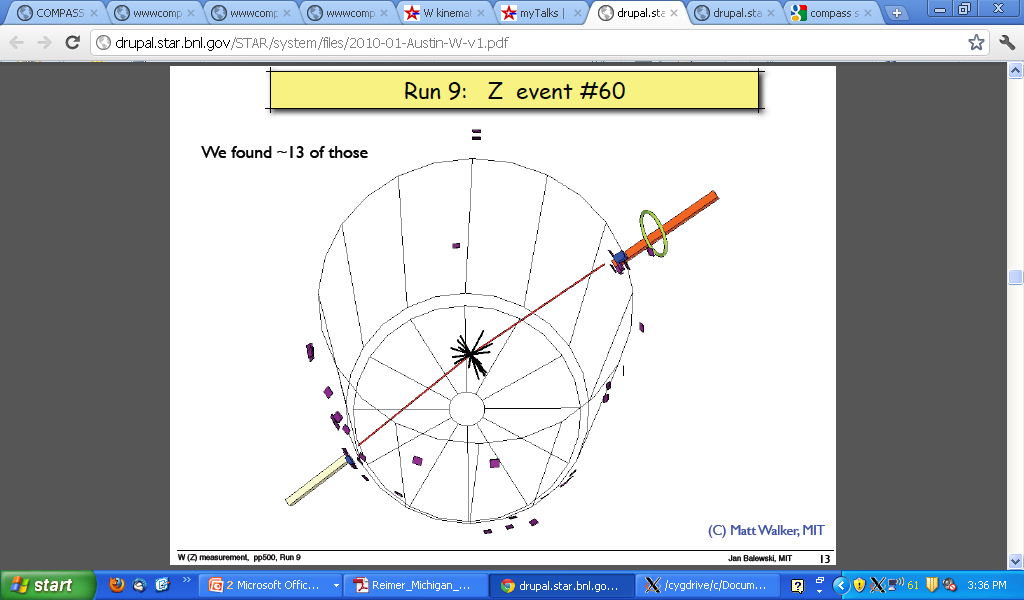 COMPASS
wwwcomp
wwwcomp
wwwcomp
W kinemat
myTalks |
drupal.sta
drupal.sta
compass s
drupal.star.bnl.gov/STAR/system/files/2010-01-Austin-W-v1.pdf
Run 9: Z event #60
We found ~13 of those
(C) Matt Walker, MIT
W (Z) measurement, pp500, Run 9
Jan Balewski, MIT
13
start
2 Microsoft Offic...
Reimer_Michigan_...
drupal.star.bnl.go...
/cygdrive/c/Docum...
61
3:36 PM